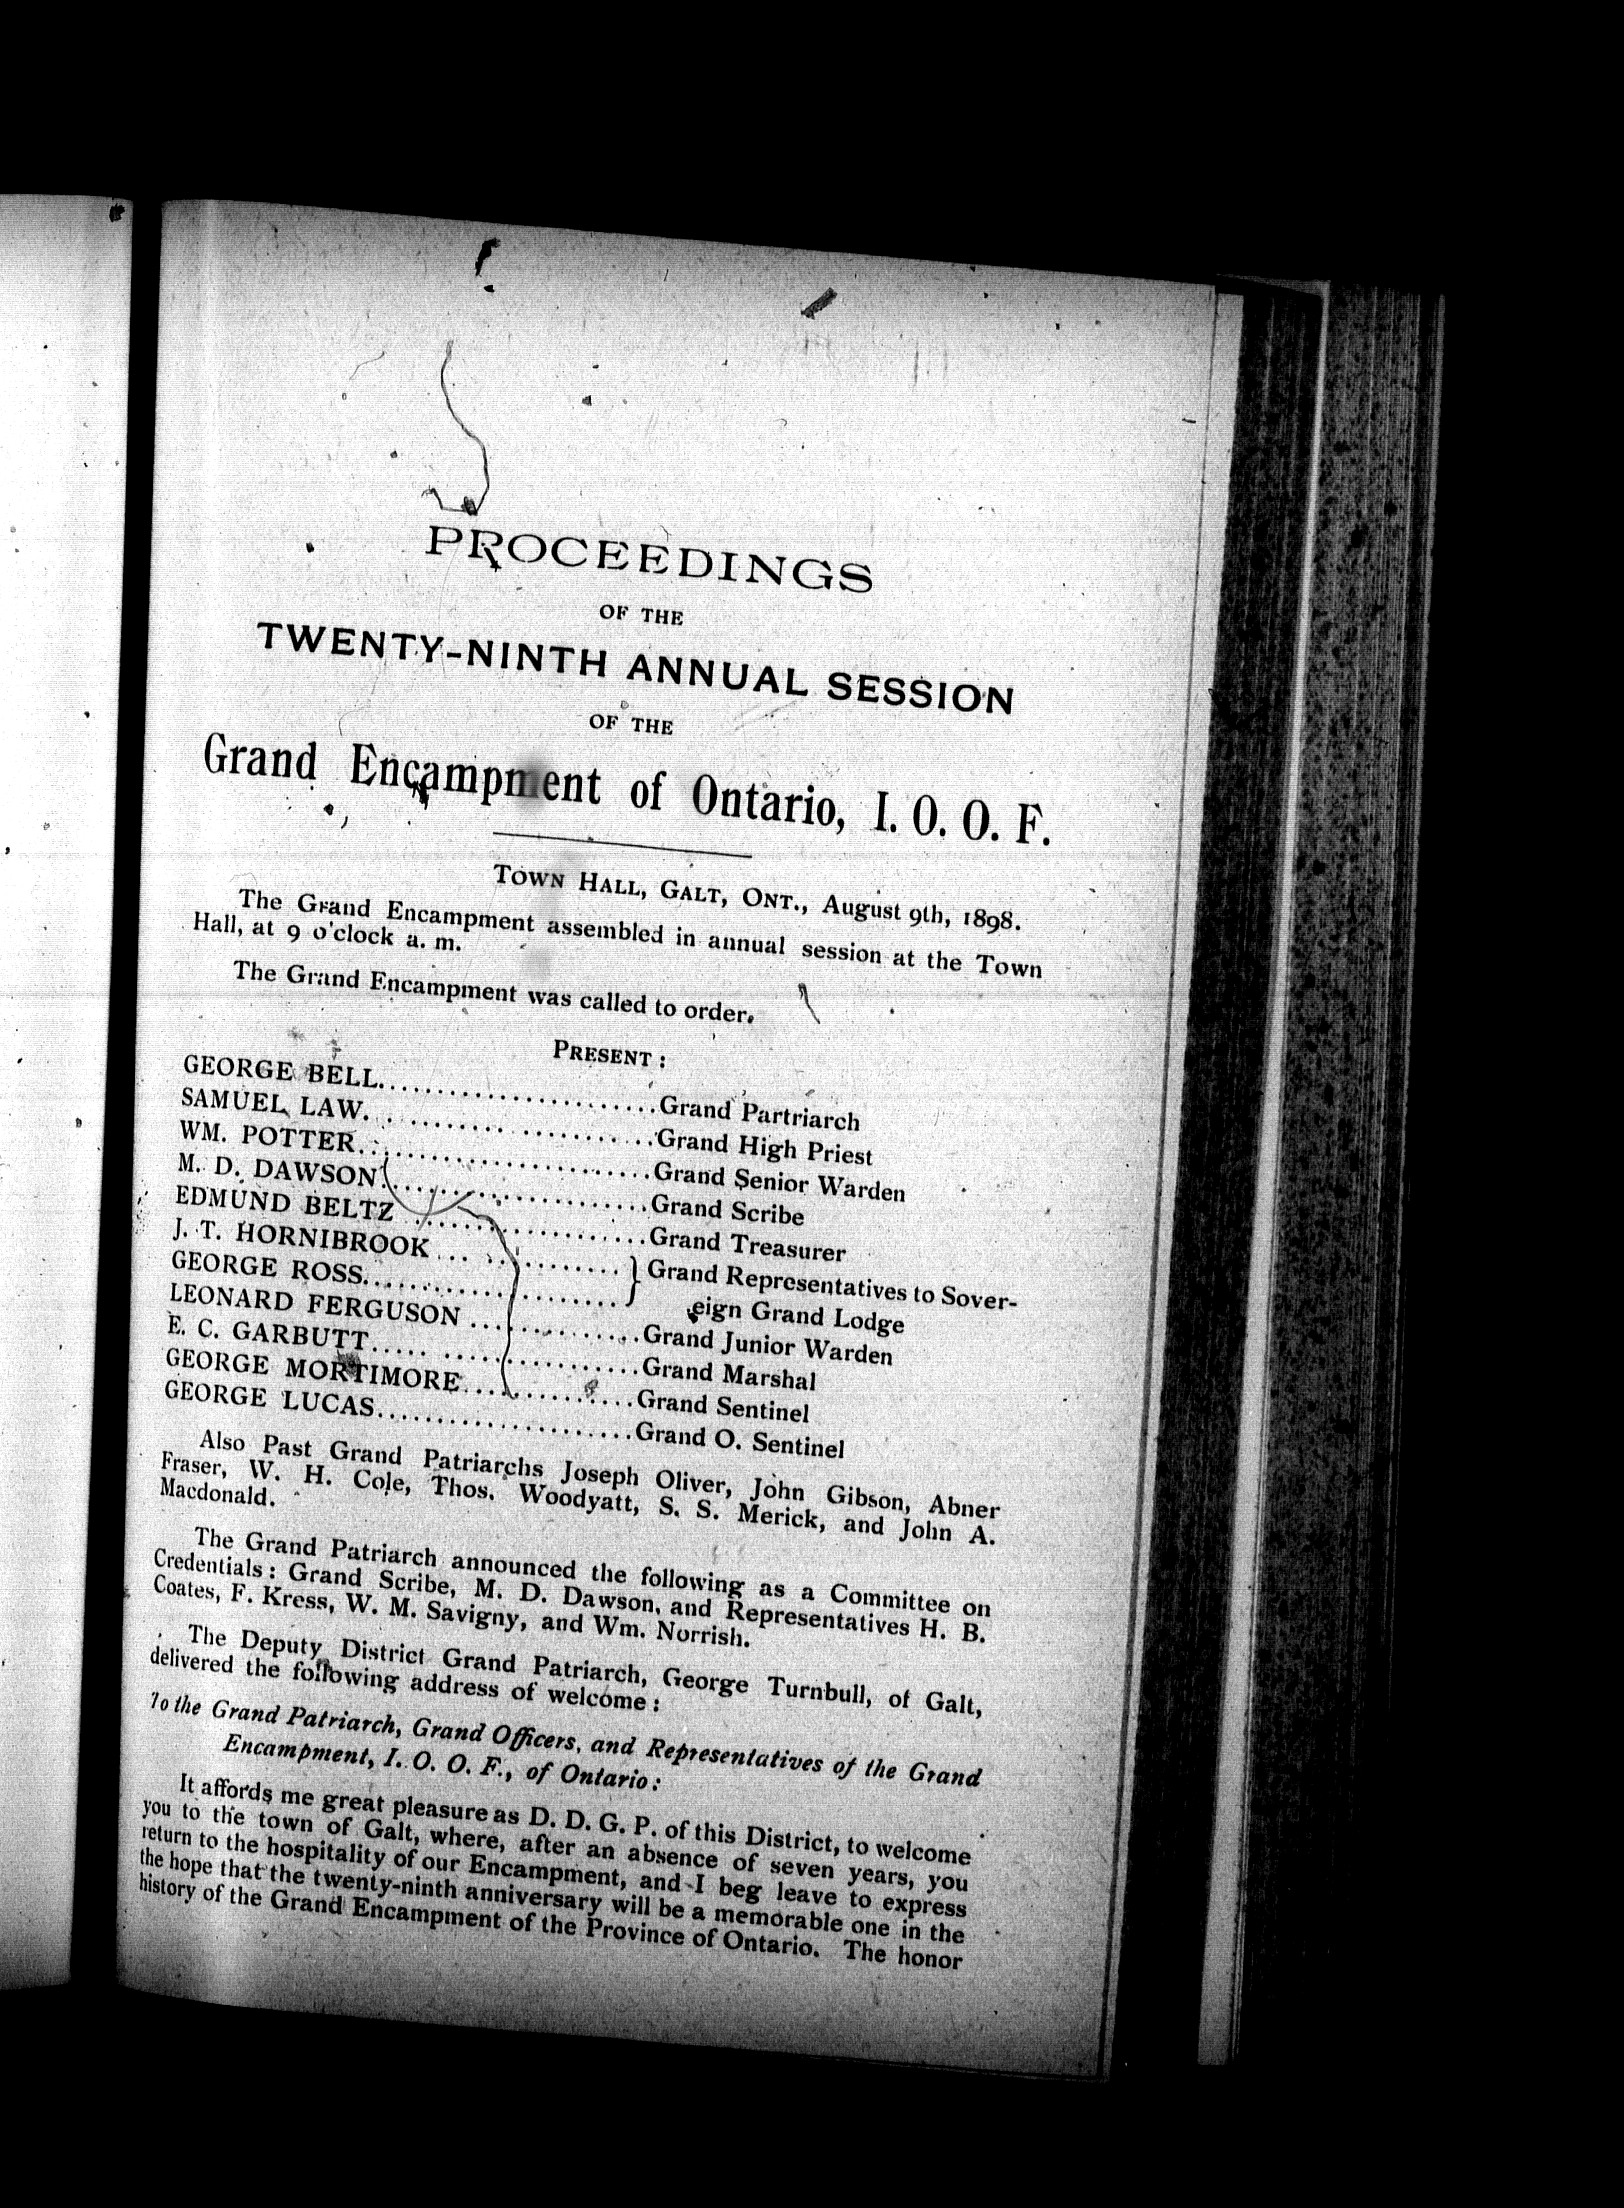 PROCEEDINGS
OF THE
TWENTY-NINTH ANNUAL SESSION
OF THE
Grand Encampment of Ontario, I. O. O. F.
TOWN HALL, GALT, ONT., August 9th, 1898.
The Grand Encampment assembled in annual session at the Town
Hall, at 9 o'clock a. m.
The Grand Encampment was called to order.
PRESENT :
GEORGE BELL..........................Grand Partriarch
SAMUEL LAW..........................Grand High Priest
WM. POTTER..........................Grand Senior Warden
M. D. DAWSON..........................Grand Scribe
EDMUND BELTZ..........................Grand Treasurer
J. T. HORNIBROOK.................} Grand Representatives to Sover-
GEORGE ROSS.......................} eign Grand Lodge
LEONARD FERGUSON ................Grand Junior Warden
E. C. GARBUTT..........................Grand Marshal
GEORGE MORTIMORE................Grand Sentinel
GEORGE LUCAS.......................Grand O. Sentinel
Also Past Grand Patriarchs Joseph Oliver, John Gibson, Abner
Fraser, W. H. Cole, Thos. Woodyatt, S. S. Merick, and John A.
Macdonald.
The Grand Patriarch announced the following as a Committee on
Credentials : Grand Scribe, M. D. Dawson, and Representatives H. B.
Coates, F. Kress, W. M. Savigny, and Wm. Norrish.
The Deputy District Grand Patriarch, George Turnbull, of Galt,
delivered the following address of welcome :
To the Grand Patriarch, Grand Officers, and Representatives of the Grand
Encampment, I. O. O. F., of Ontario :
It affords me great pleasure as D. D. G. P. of this District, to welcome
you to the town of Galt, where, after an absence of seven years, you
return to the hospitality of our Encampment, and I beg leave to express
the hope that the twenty-ninth anniversary will be a memorable one in the
history of the Grand Encampment of the Province of Ontario. The honor